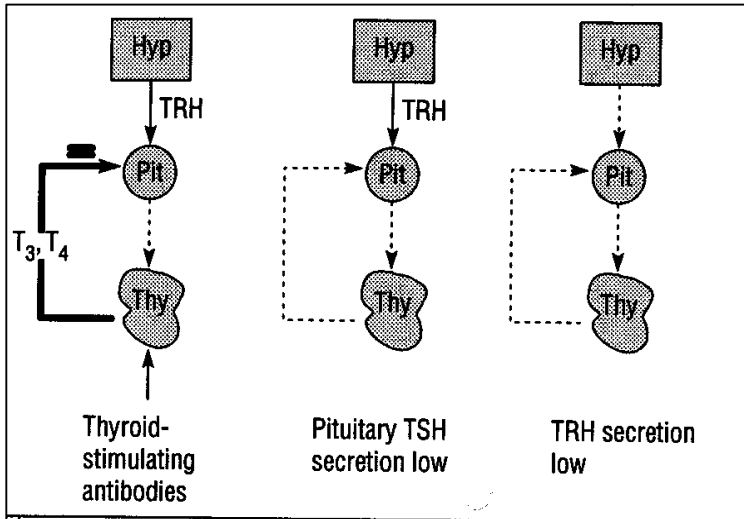 Hyp
TRH
Pit
T3, T4
Thy
Thyroid-
stimulating
antibodies
Hyp
TRH
Pit
Thy
Pituitary TSH
secretion low
Hyp
Pit
Thy
TRH secretion
low